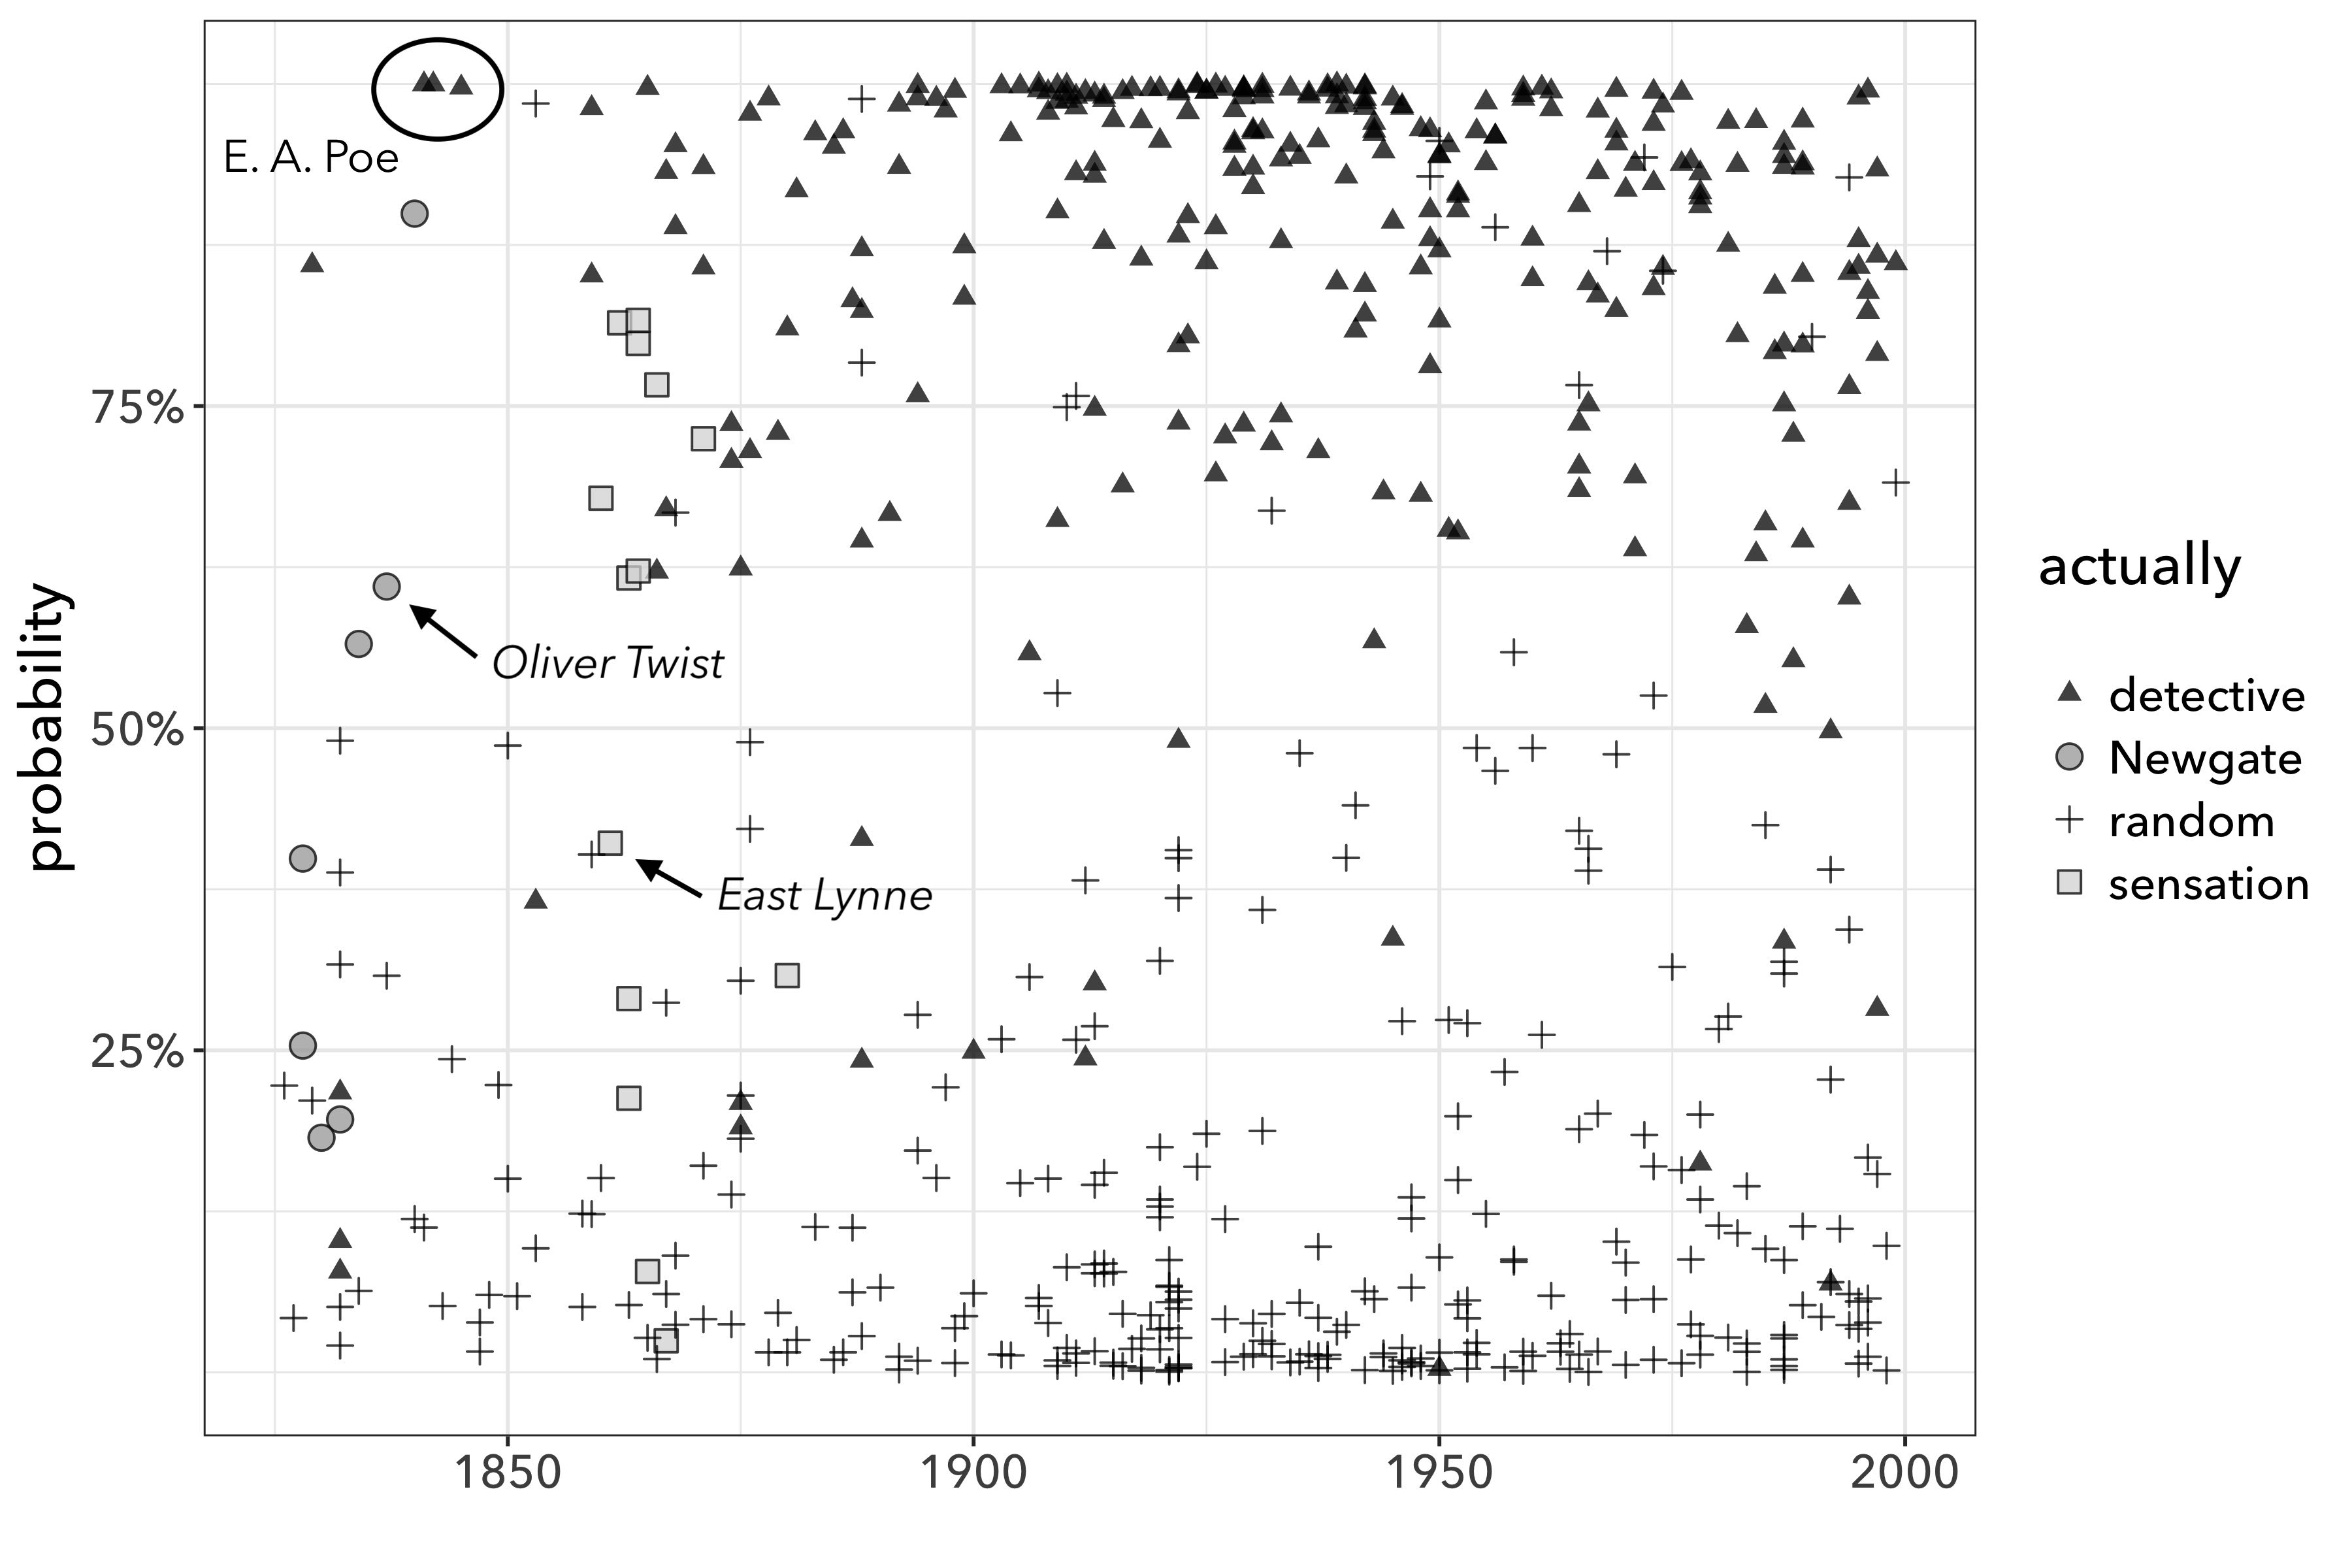 E. A. Poe
75%
Oliver Twist
50%
East Lynne
25%
probability
1850
1900
1950
2000
actually
detective
Newgate
random
sensation